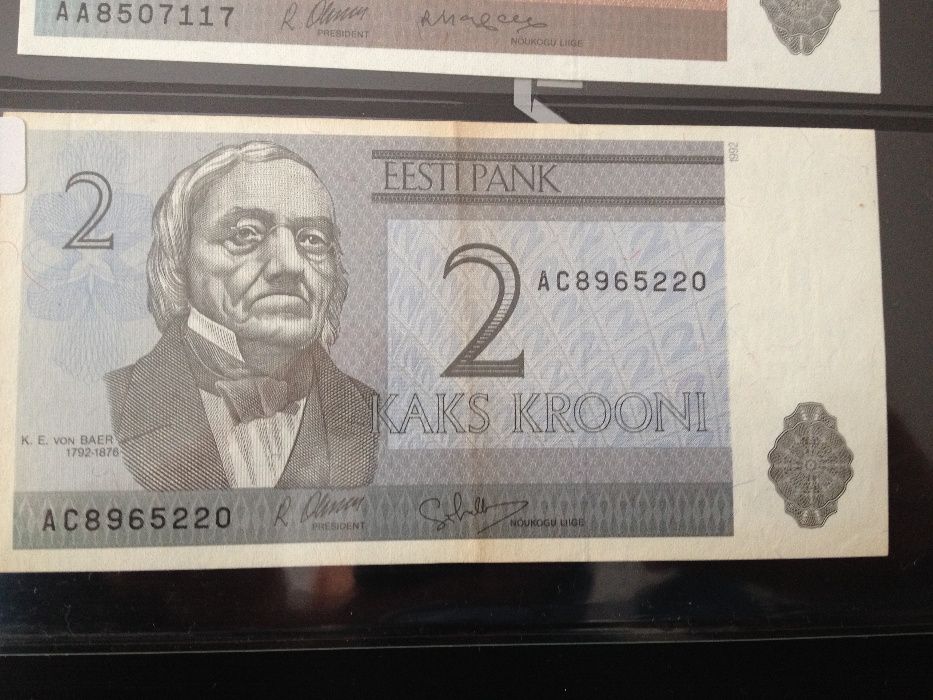 AA8507117
PRESIDENT
NÕUKOGU LIIGE
1992
EESTI PANK
2
2
AC8965220
KAKS KROONI
K. E. VON BAER
1792-1876
AC8965220
PRESIDENT
NÕUKOGU LIIGE